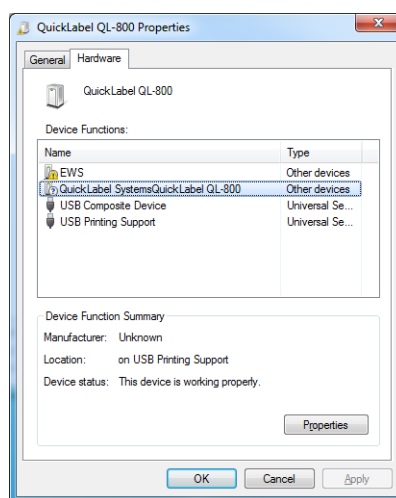 QuickLabel QL-800 Properties
General Hardware
QuickLabel QL-800
Device Functions:
Name Type
EWS Other devices
QuickLabel SystemsQuickLabel QL-800 Other devices
USB Composite Device Universal Se...
USB Printing Support Universal Se...
Device Function Summary
Manufacturer: Unknown
Location: on USB Printing Support
Device status: This device is working properly.
Properties
OK Cancel Apply